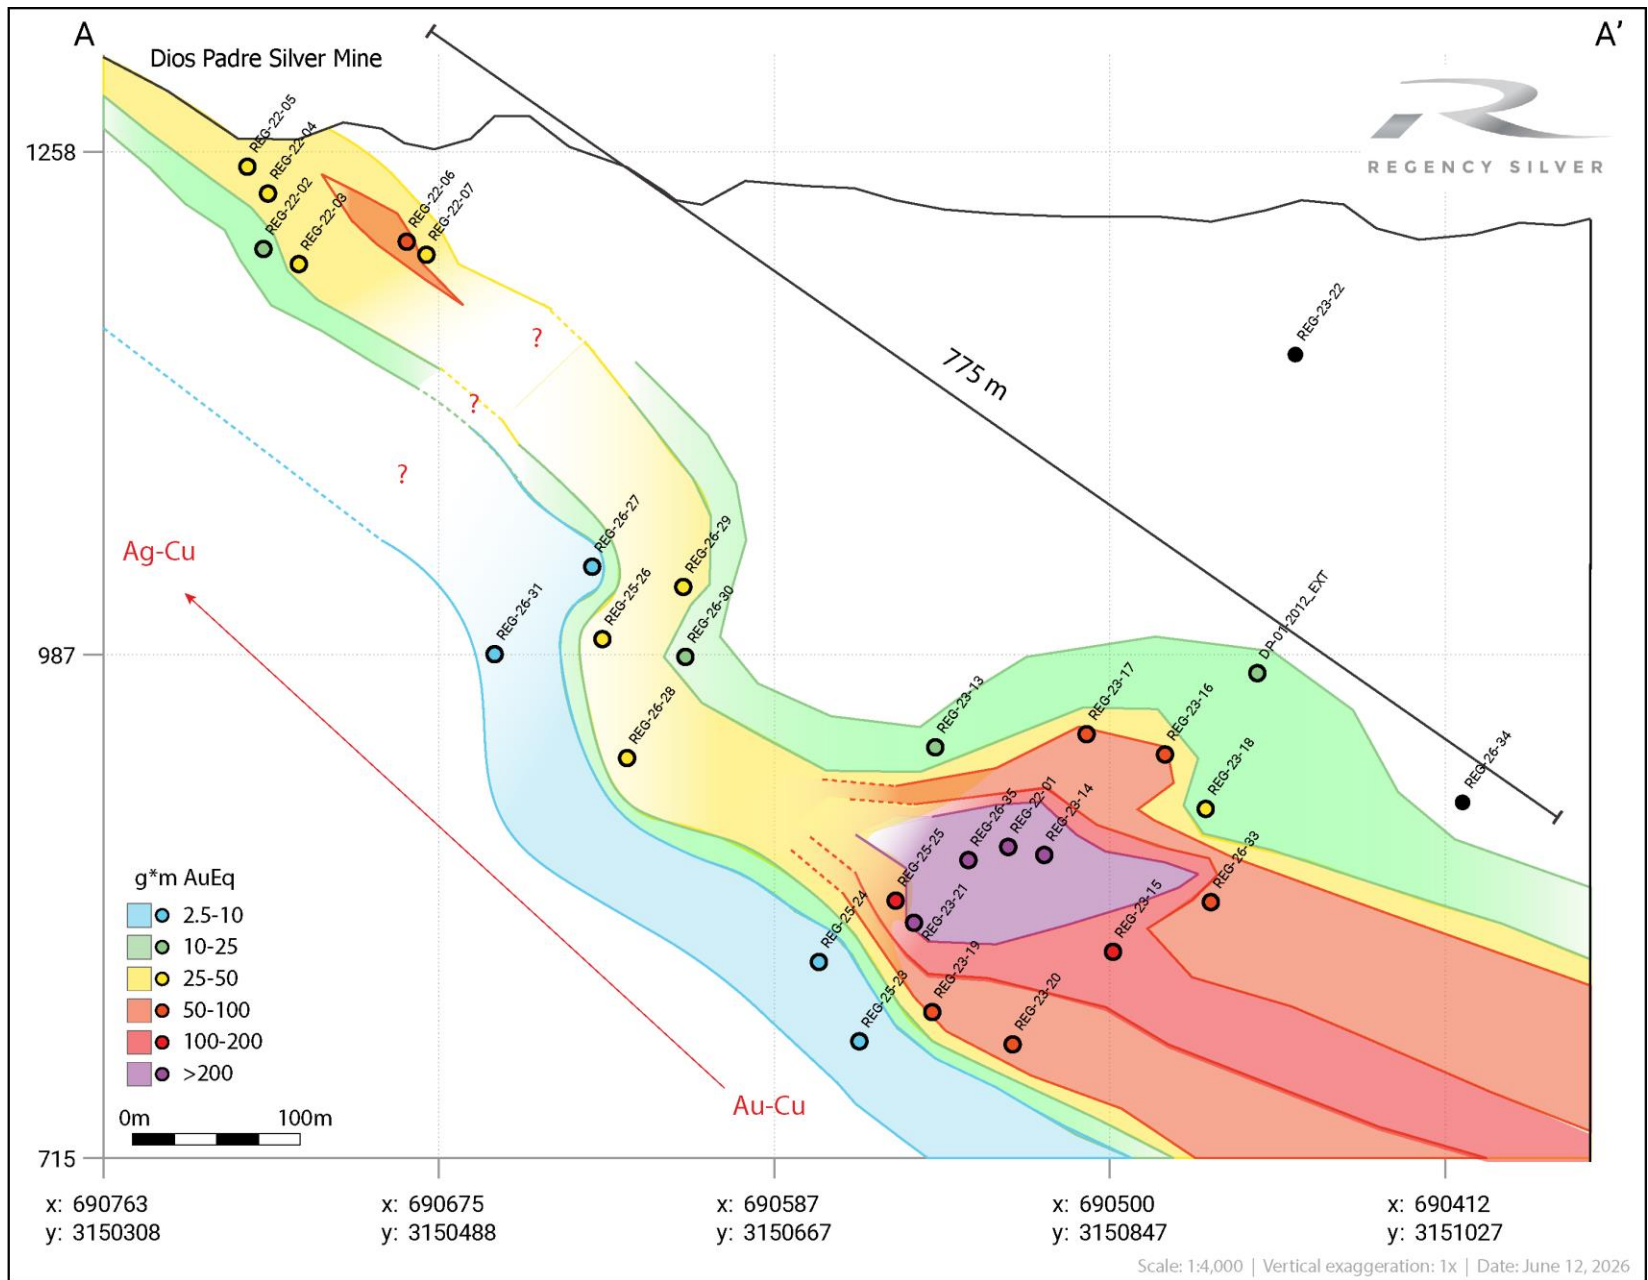 A
A'
Dios Padre Silver Mine
REGENCY SILVER
1258
987
715
REG-22-05
REG-22-04
REG-22-02
REG-22-03
REG-22-06
REG-22-07
?
?
?
775 m
REG-23-22
REG-26-27
REG-26-29
REG-25-26
REG-26-30
REG-26-31
REG-26-28
DP-01-2012_EXT
REG-23-13
REG-23-17
REG-23-16
REG-23-18
REG-26-34
REG-26-35
REG-22-01
REG-23-14
REG-25-25
REG-23-21
REG-26-33
REG-23-15
REG-25-24
REG-23-19
REG-25-23
REG-23-20
Ag-Cu
Au-Cu
g*m AuEq
2.5-10
10-25
25-50
50-100
100-200
>200
0m 100m
x: 690763
y: 3150308
x: 690675
y: 3150488
x: 690587
y: 3150667
x: 690500
y: 3150847
x: 690412
y: 3151027
Scale: 1:4,000 | Vertical exaggeration: 1x | Date: June 12, 2026